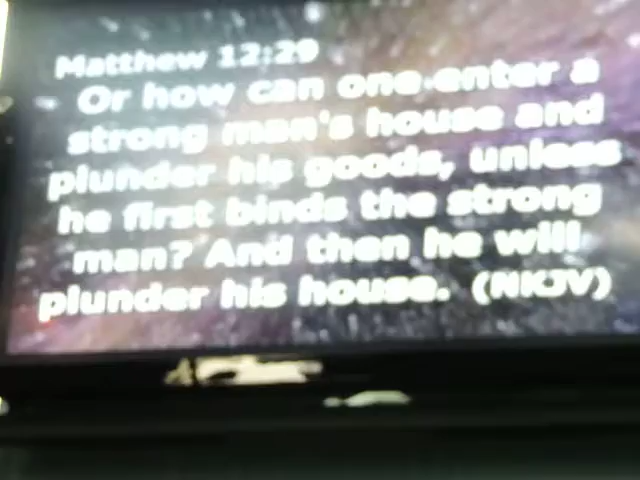 Matthew 12:29
Or how can one enter a
strong man's house and
plunder his goods, unless
he first binds the strong
man? And then he will
plunder his house. (NKJV)